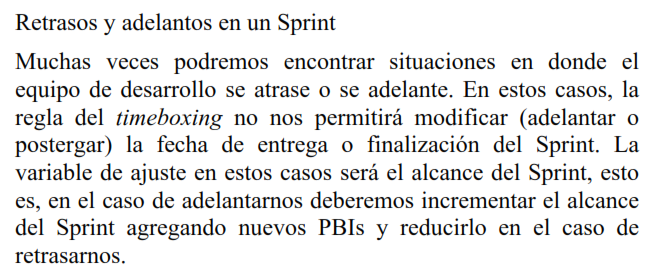 Retrasos y adelantos en un Sprint
Muchas veces podremos encontrar situaciones en donde el
equipo de desarrollo se atrase o se adelante. En estos casos, la
regla del timeboxing no nos permitirá modificar (adelantar o
postergar) la fecha de entrega o finalización del Sprint. La
variable de ajuste en estos casos será el alcance del Sprint, esto
es, en el caso de adelantarnos deberemos incrementar el alcance
del Sprint agregando nuevos PBIs y reducirlo en el caso de
retrasarnos.